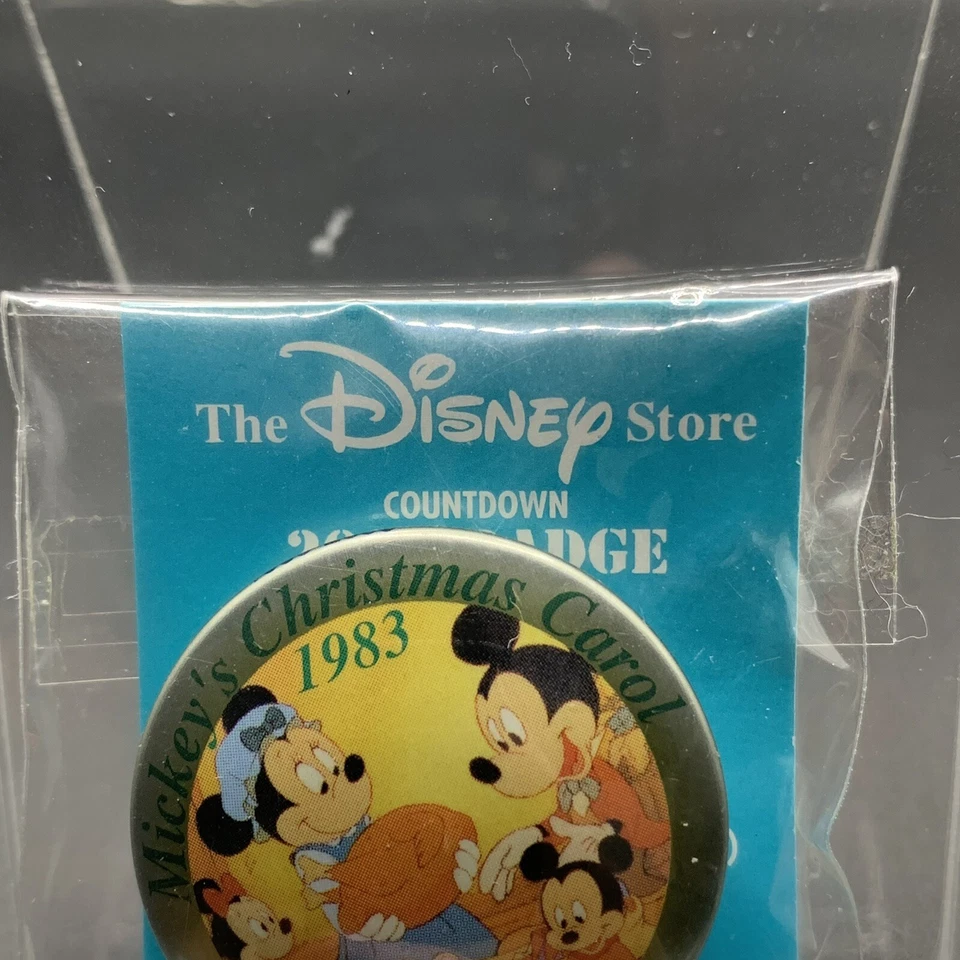 The Disney Store
COUNTDOWN
Mickey's Christmas Carol
1983